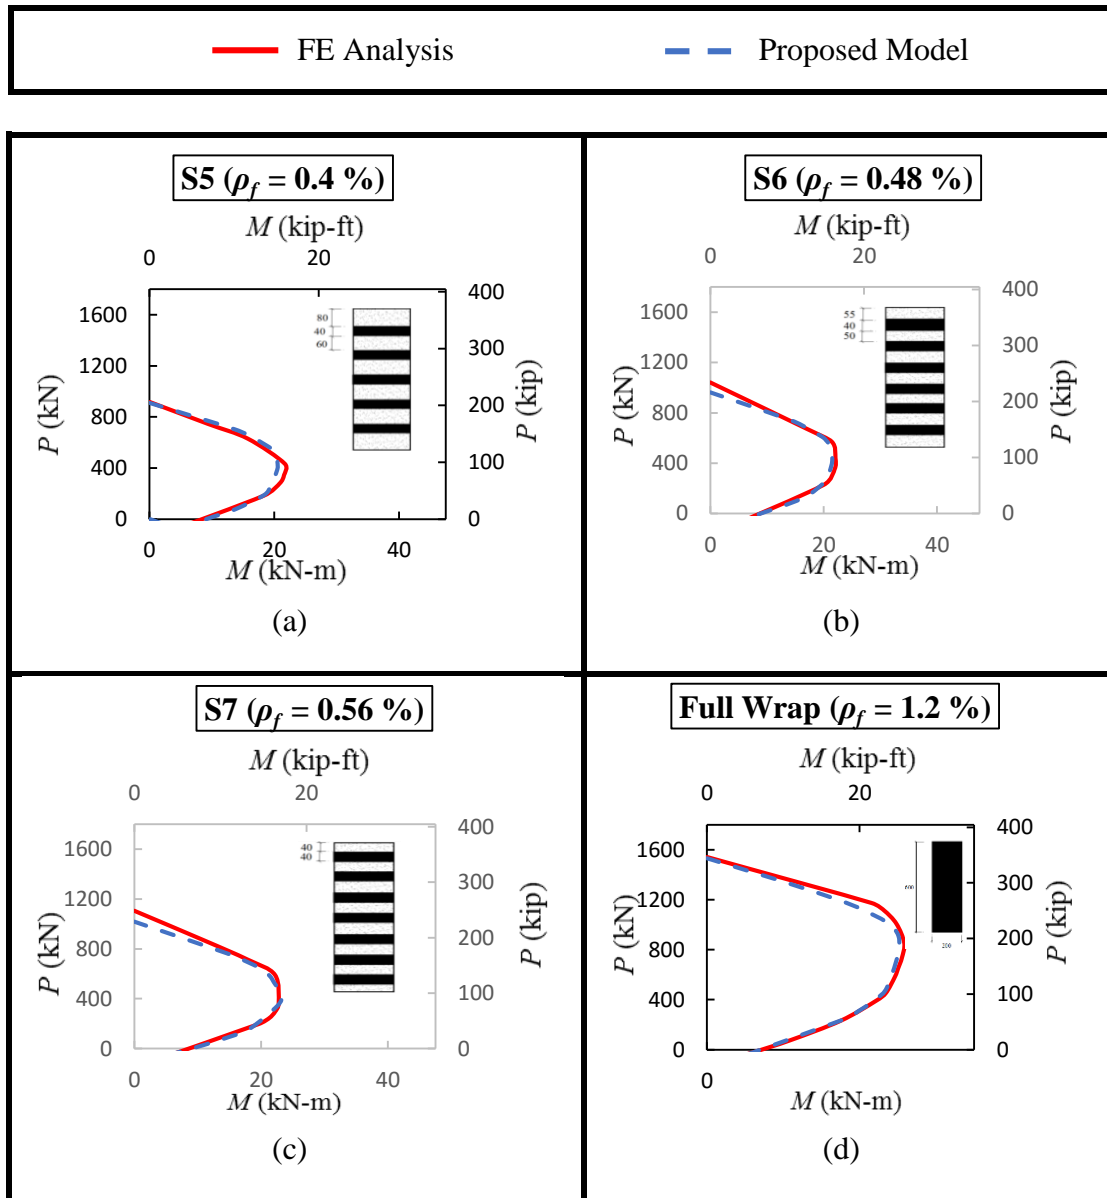 FE Analysis
Proposed Model
S5 (ρf = 0.4 %)
M (kip-ft)
0 20
1600
1200
800
400
0
P (kN)
80
40
60
400
300
200
100
0
P (kip)
0 20 40
M (kN-m)
(a)
S6 (ρf = 0.48 %)
M (kip-ft)
0 20
1600
1200
800
400
0
P (kN)
55
40
50
400
300
200
100
0
P (kip)
0 20 40
M (kN-m)
(b)
S7 (ρf = 0.56 %)
M (kip-ft)
0 20
1600
1200
800
400
0
P (kN)
40
40
400
300
200
100
0
P (kip)
0 20 40
M (kN-m)
(c)
Full Wrap (ρf = 1.2 %)
M (kip-ft)
0 20
1600
1200
800
400
0
P (kN)
600
200
400
300
200
100
0
P (kip)
0
M (kN-m)
(d)